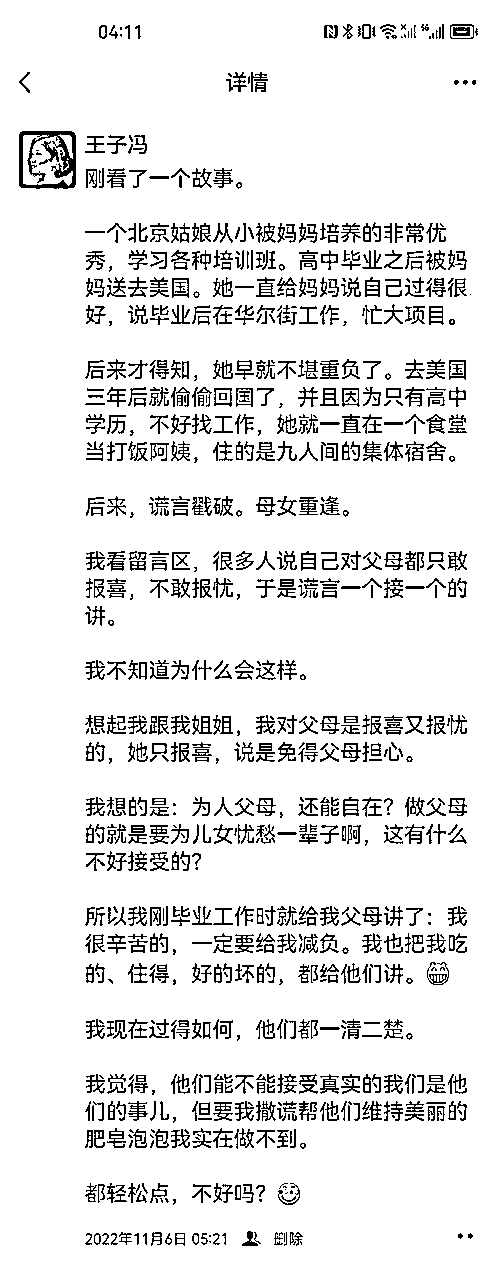 04:11
详情
王子冯
刚看了一个故事。
一个北京姑娘从小被妈妈培养的非常优
秀，学习各种培训班。高中毕业之后被妈
妈送去美国。她一直给妈妈说自己过得很
好，说毕业后在华尔街工作，忙大项目。
后来才得知，她早就不堪重负了。去美国
三年后就偷偷回国了，并且因为只有高中
学历，不好找工作，她就一直在一个食堂
当打饭阿姨，住的是九人间的集体宿舍。
后来，谎言戳破。母女重逢。
我看留言区，很多人说自己对父母都只敢
报喜，不敢报忧，于是谎言一个接一个的
讲。
我不知道为什么会这样。
想起我跟我姐姐，我对父母是报喜又报忧
的，她只报喜，说是免得父母担心。
我想的是：为人父母，还能自在？做父母
的就是要为儿女忧愁一辈子啊，这有什么
不好接受的？
所以我刚毕业工作时就给我父母讲了：我
很辛苦的，一定要给我减负。我也把我吃
的、住得，好的坏的，都给他们讲。😁
我现在过得如何，他们都一清二楚。
我觉得，他们能不能接受真实的我们是他
们的事儿，但要我撒谎帮他们维持美丽的
肥皂泡泡我实在做不到。
都轻松点，不好吗？😉
2022年11月6日 05:21 删除